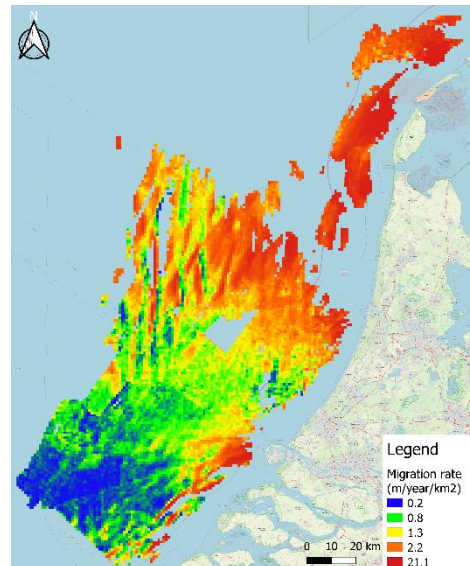 N
Legend
Migration rate
(m/year/km2)
0.2
0.8
1.3
2.2
21.1
0 10 20 km